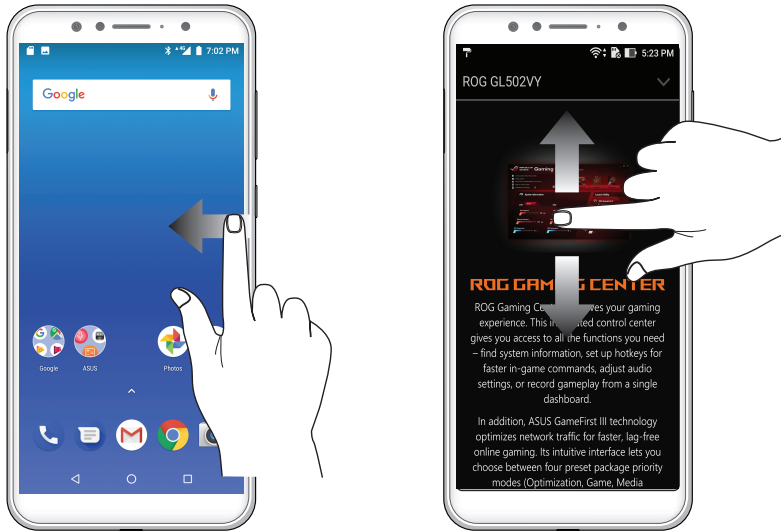 7:02 PM
Google
Google
ASUS
Photos
5:23 PM
ROG GL502VY
Gaming
ROG GAM G CENTER
ROG Gaming Ce ves your gaming
experience. This in ted control center
gives you access to all the functions you need
– find system information, set up hotkeys for
faster in-game commands, adjust audio
settings, or record gameplay from a single
dashboard.
In addition, ASUS GameFirst III technology
optimizes network traffic for faster, lag-free
online gaming. Its intuitive interface lets you
choose between four preset package priority
modes (Optimization, Game, Media